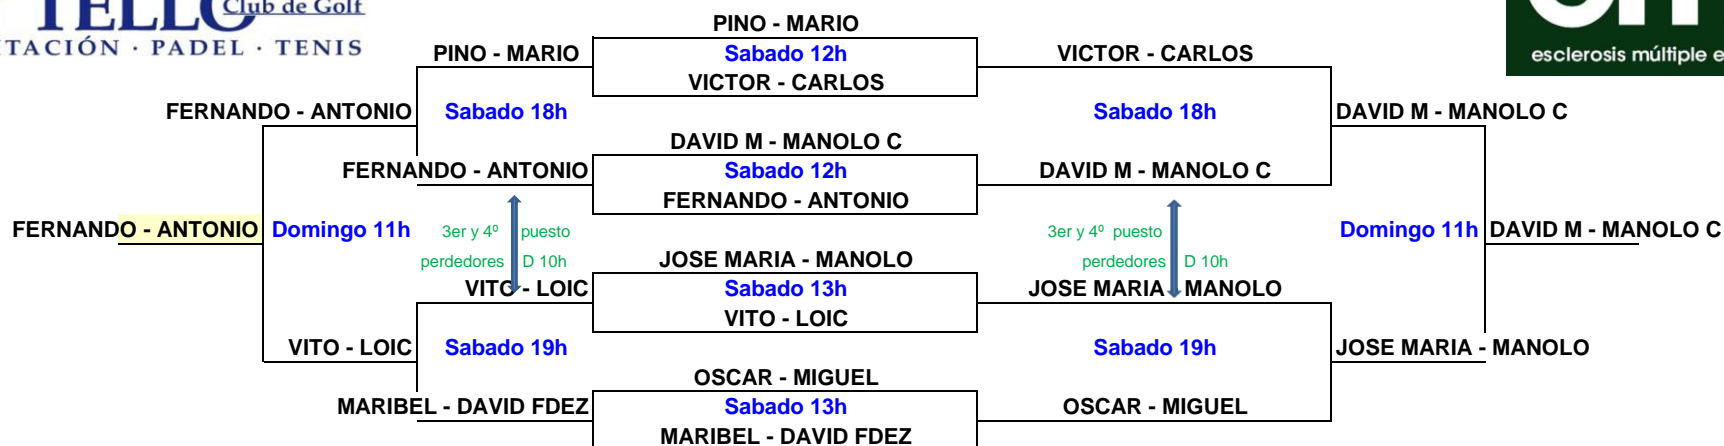 TELLO
Club de Golf
· PADEL · TENIS
esclerosis múltiple
PINO - MARIO
PINO - MARIO
Sabado 12h
VICTOR - CARLOS
VICTOR - CARLOS
FERNANDO - ANTONIO
Sabado 18h
Sabado 18h
DAVID M - MANOLO C
DAVID M - MANOLO C
FERNANDO - ANTONIO
Sabado 12h
DAVID M - MANOLO C
FERNANDO - ANTONIO
FERNANDO - ANTONIO
Domingo 11h
3er y 4º puesto
3er y 4º puesto
Domingo 11h
DAVID M - MANOLO C
perdedores D 10h
JOSE MARIA - MANOLO
perdedores D 10h
VITO - LOIC
Sabado 13h
JOSE MARIA - MANOLO
VITO - LOIC
VITO - LOIC
Sabado 19h
Sabado 19h
JOSE MARIA - MANOLO
OSCAR - MIGUEL
MARIBEL - DAVID FDEZ
Sabado 13h
OSCAR - MIGUEL
MARIBEL - DAVID FDEZ